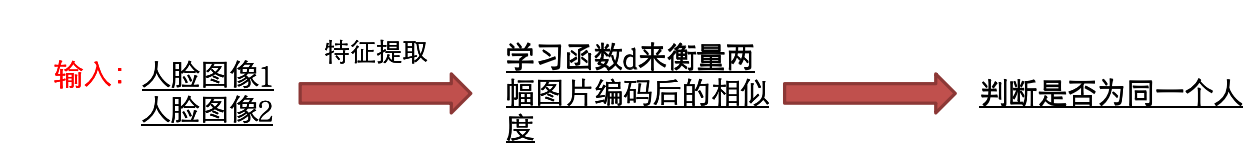 输入：
人脸图像1
人脸图像2
特征提取
学习函数d来衡量两
幅图片编码后的相似
度
判断是否为同一个人